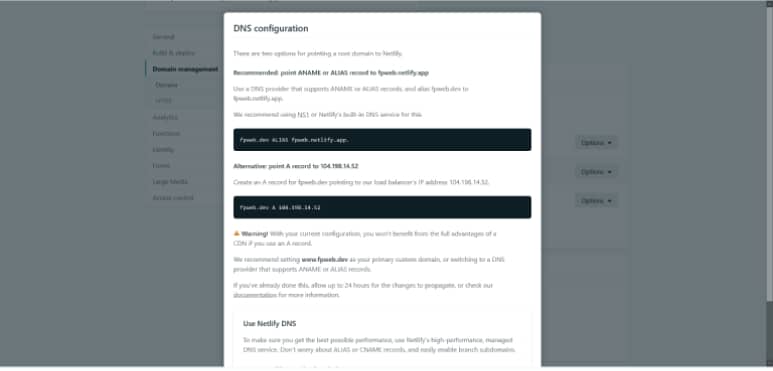 DNS configuration
There are two options for pointing a root domain to Netlify.
Recommended: point ANAME or ALIAS record to fpweb.netlify.app
Use a DNS provider that supports ANAME or ALIAS records, and alias fpweb.dev to
fpweb.netlify.app.
We recommend using NS1 or Netlify's built-in DNS service for this.
fpweb.dev ALIAS fpweb.netlify.app.
Alternative: point A record to 104.198.14.52
Create an A record for fpweb.dev pointing to our load balancer's IP address 104.198.14.52.
fpweb.dev A 104.198.14.52
Warning! With your current configuration, you won't benefit from the full advantages of a
CDN if you use an A record.
We recommend setting www.fpweb.dev as your primary custom domain, or switching to a DNS
provider that supports ANAME or ALIAS records.
If you've already done this, allow up to 24 hours for the changes to propagate, or check our
documentation for more information.
Use Netlify DNS
To make sure you get the best possible performance, use Netlify's high-performance, managed
DNS service. Don't worry about ALIAS or CNAME records, and easily enable branch subdomains.
General
Build & deploy
Domain management
Domains
HTTPS
Analytics
Functions
Identity
Forms
Large Media
Access control
Options
Options
Options